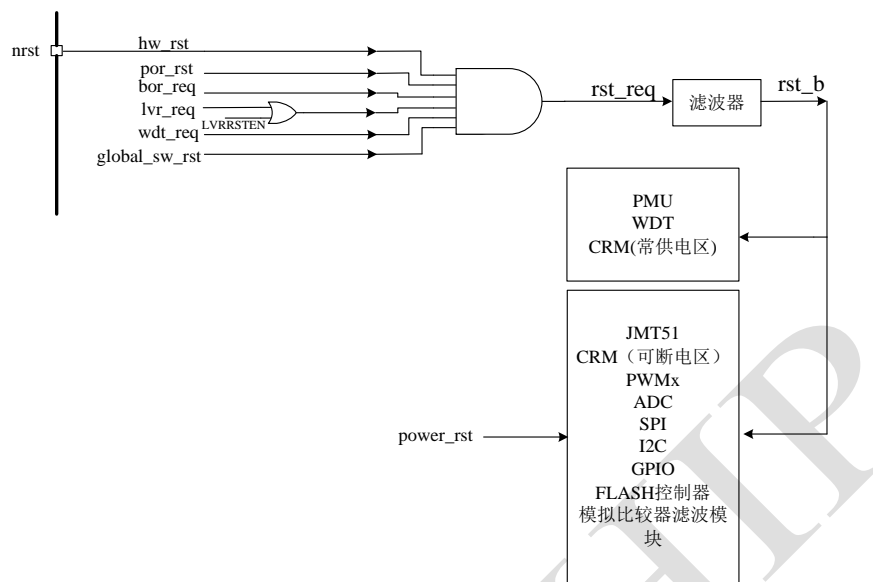 nrst
hw_rst
por_rst
bor_req
lvr_req
LVRRSTEN
wdt_req
global_sw_rst
rst_req
滤波器
rst_b
PMU
WDT
CRM(常供电区)
JMT51
CRM（可断电区）
PWMx
ADC
SPI
I2C
GPIO
FLASH控制器
模拟比较器滤波模
块
power_rst
HIP